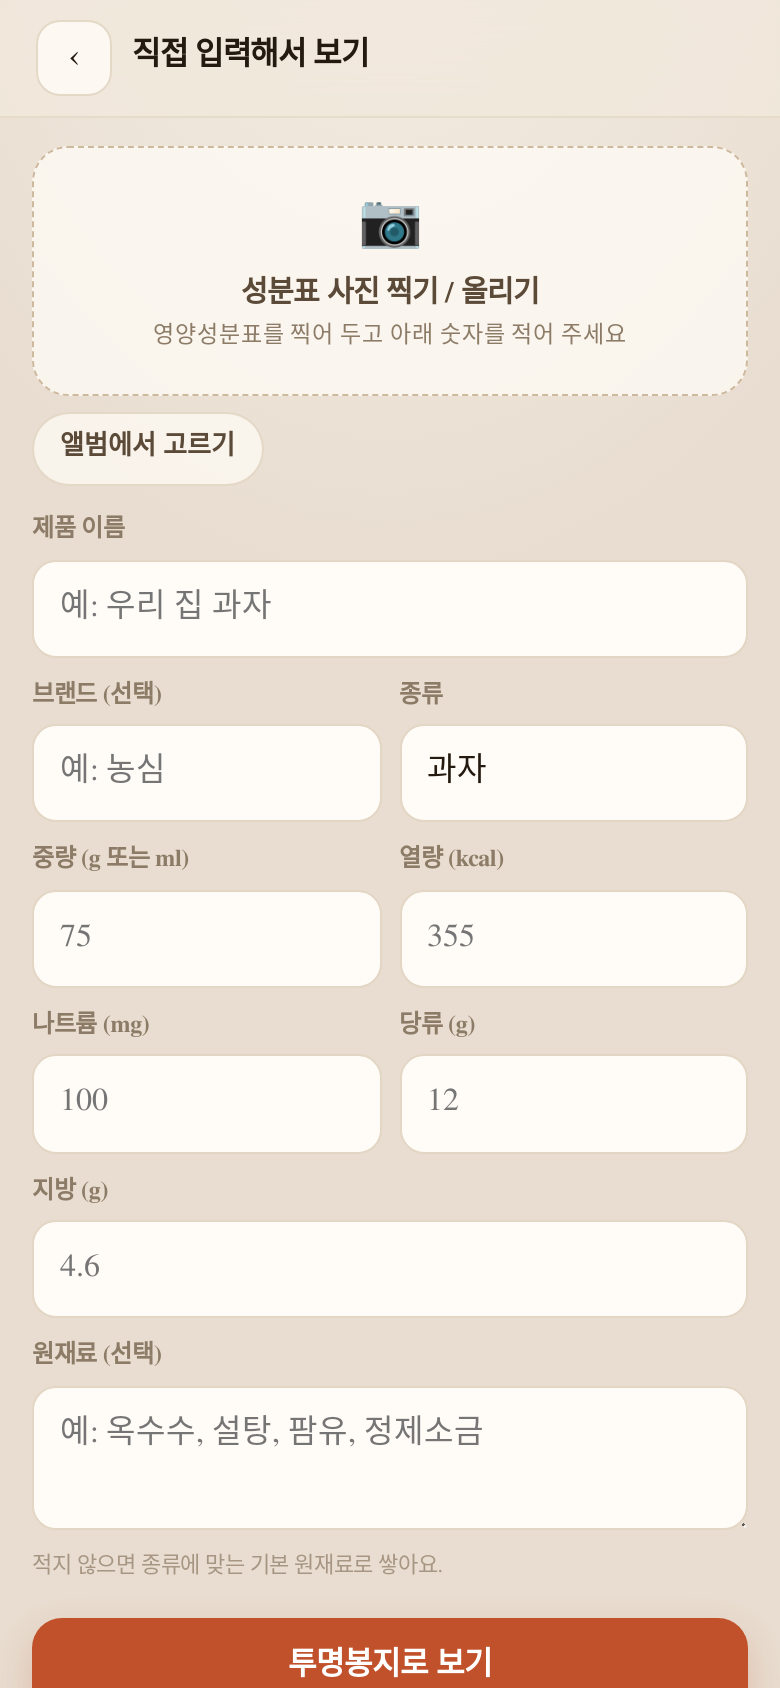 직접 입력해서 보기
성분표 사진 찍기 / 올리기
영양성분표를 찍어 두고 아래 숫자를 적어 주세요
앨범에서 고르기
제품 이름
예: 우리 집 과자
브랜드 (선택)
종류
예: 농심
과자
중량 (g 또는 ml)
열량 (kcal)
75
355
나트륨 (mg)
당류 (g)
100
12
지방 (g)
4.6
원재료 (선택)
예: 옥수수, 설탕, 팜유, 정제소금
적지 않으면 종류에 맞는 기본 원재료로 쌓아요.
투명봉지로 보기